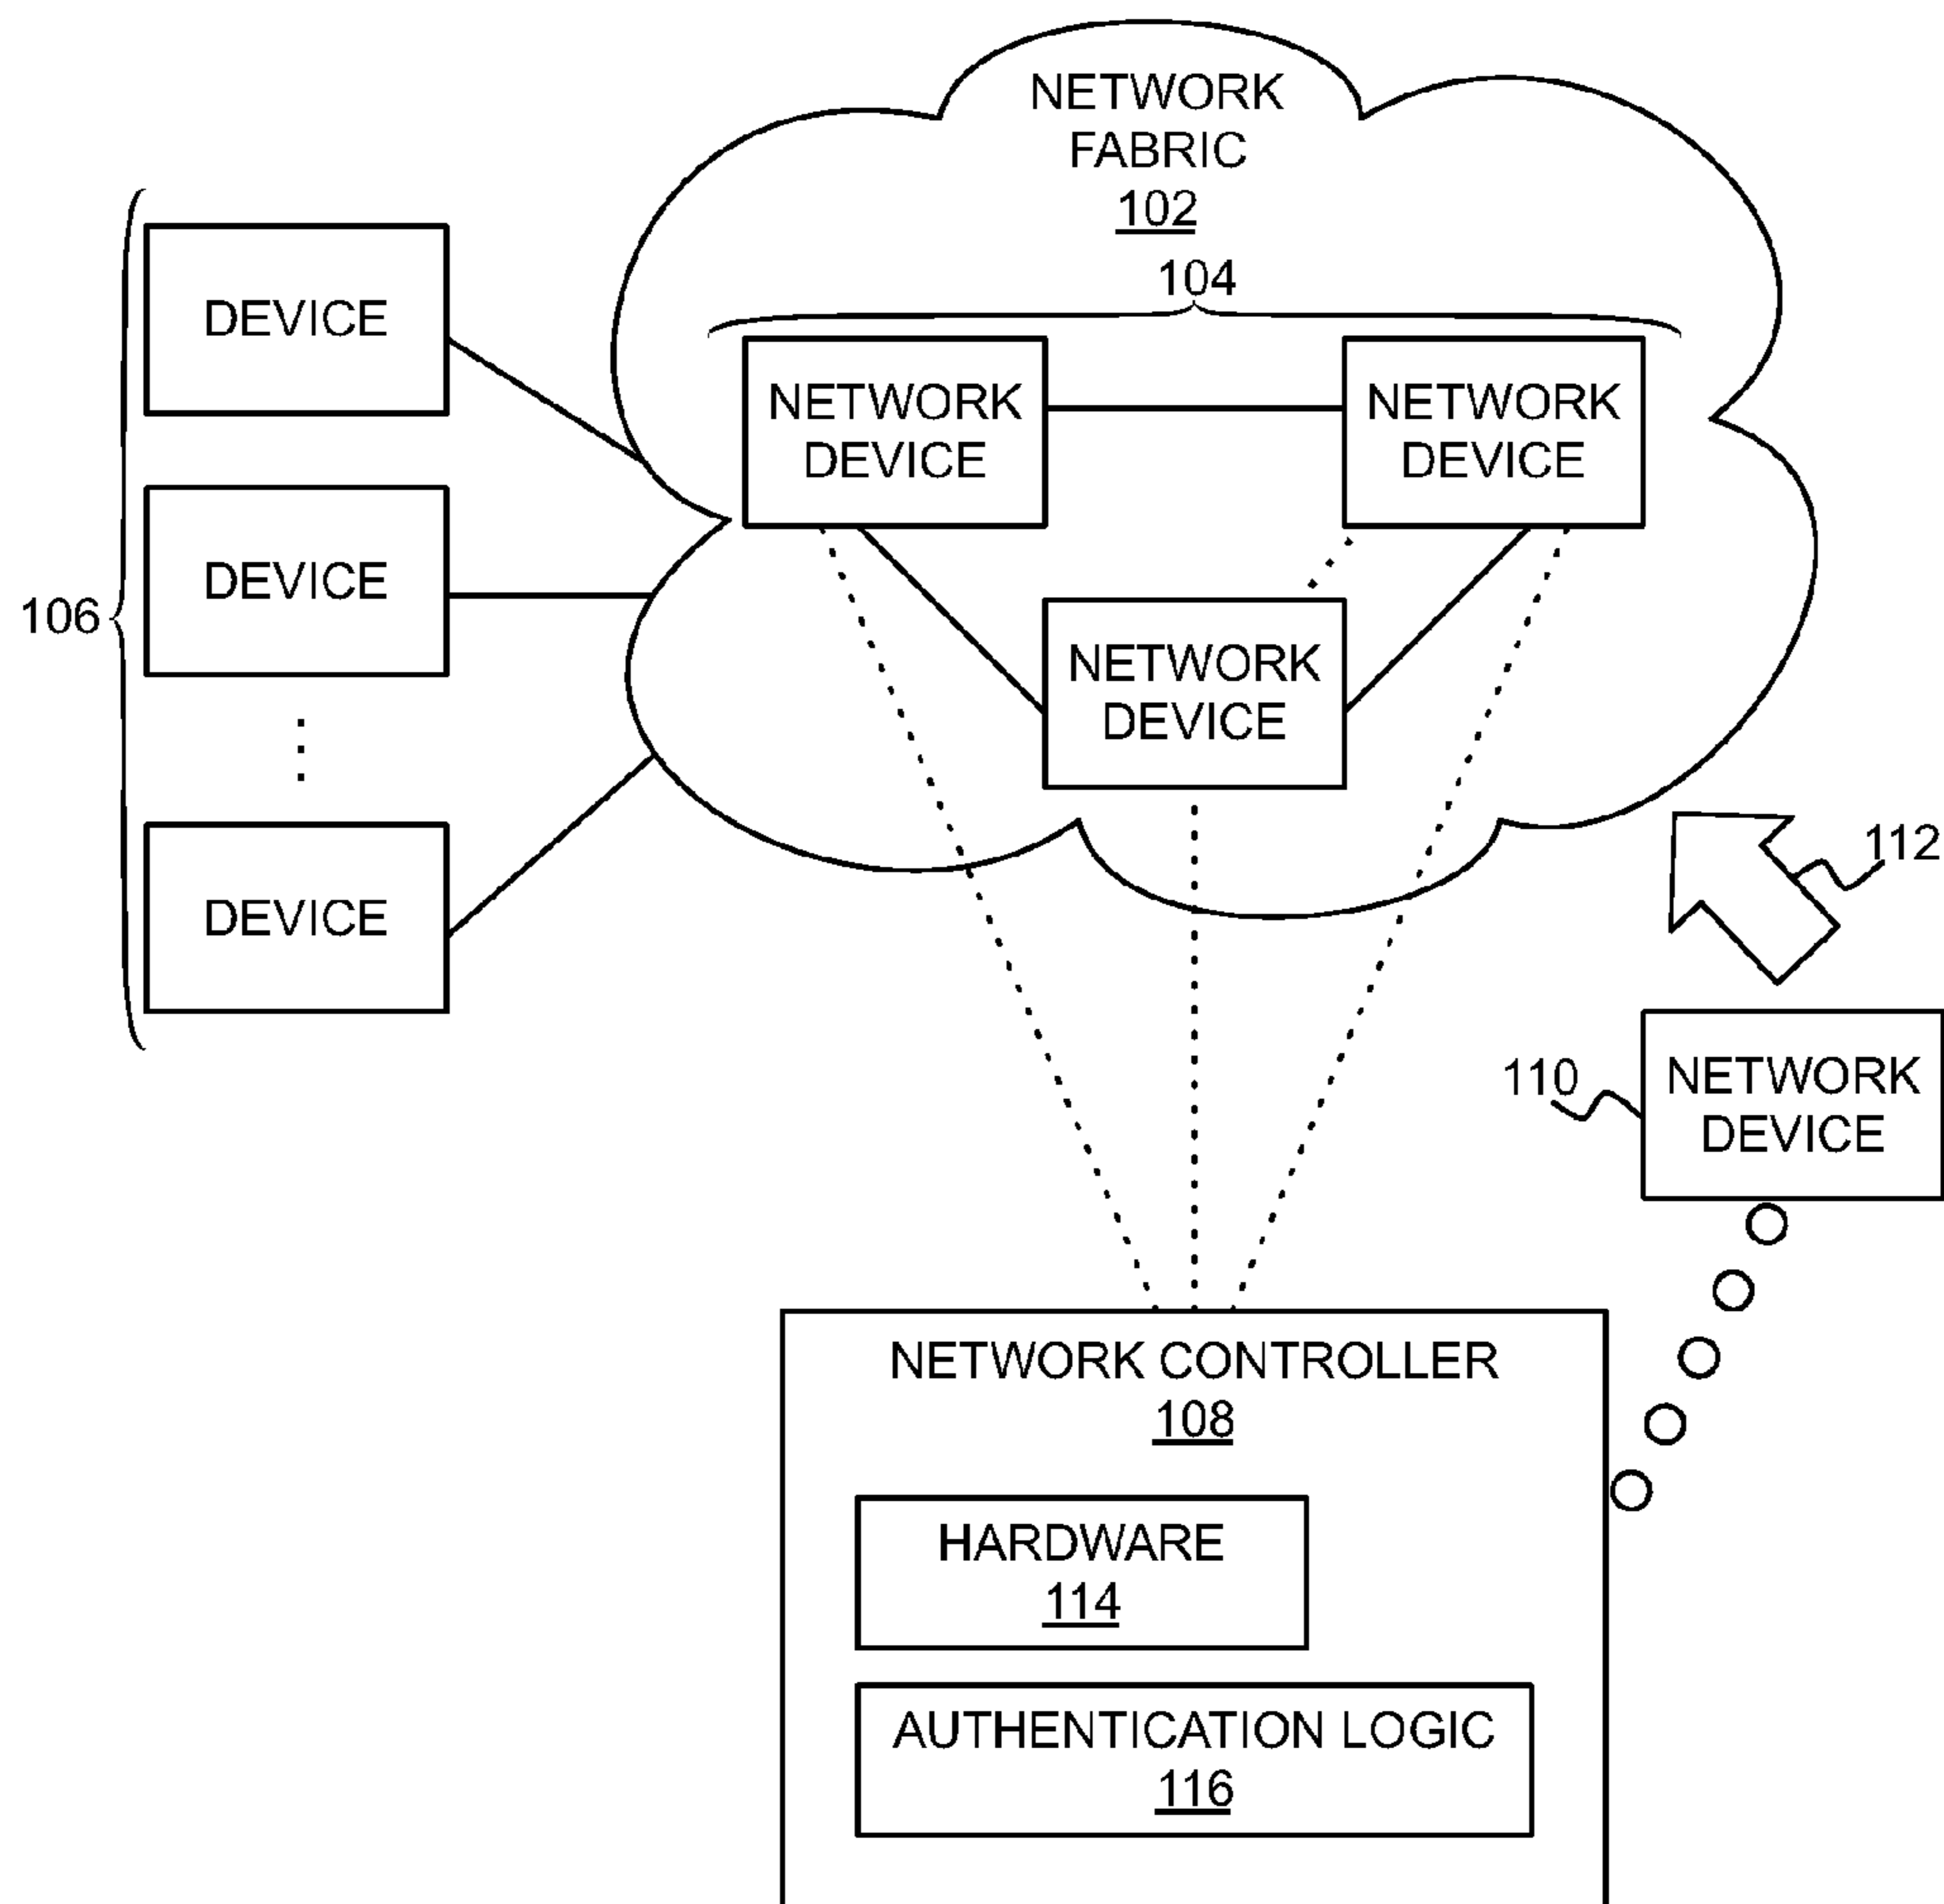 NETWORK
FABRIC
102
104
106
DEVICE
DEVICE
DEVICE
NETWORK
DEVICE
NETWORK
DEVICE
NETWORK
DEVICE
112
110
NETWORK
DEVICE
NETWORK CONTROLLER
108
HARDWARE
114
AUTHENTICATION LOGIC
116